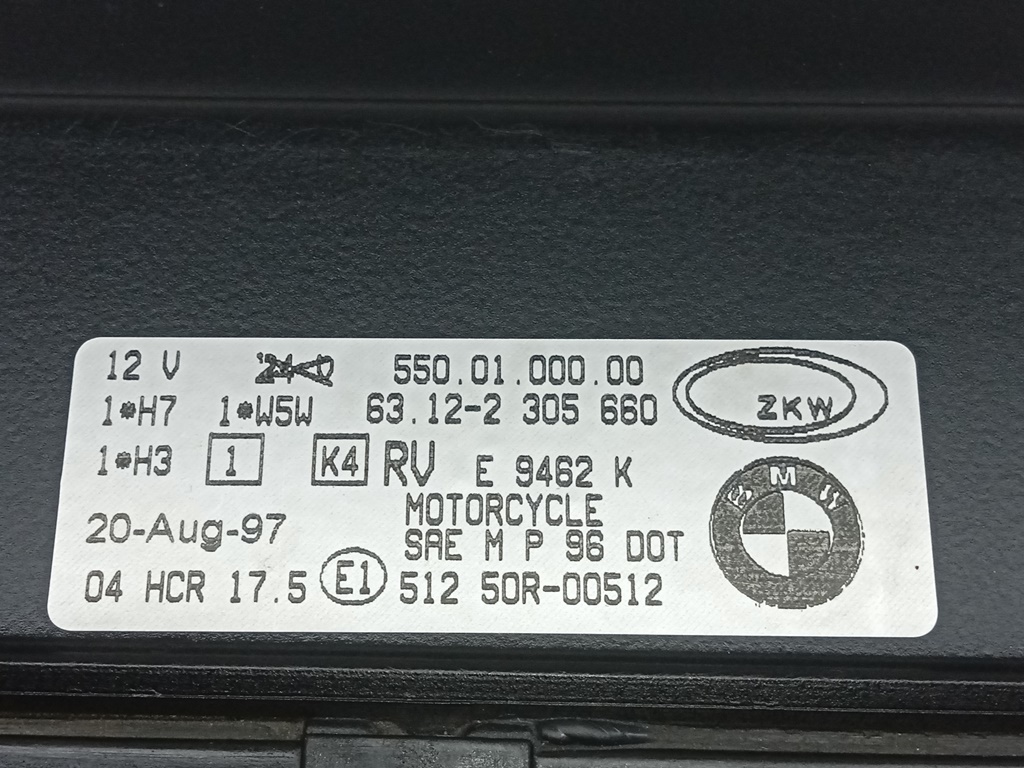 12 V 550.01.000.00
1*H7 1*W5W 63.12-2 305 660 ZKW
1*H3 1 K4 RV E 9462 K
BMW
MOTORCYCLE
20-Aug-97 SAE M P 96 DOT
04 HCR 17.5 E1 512 50R-00512